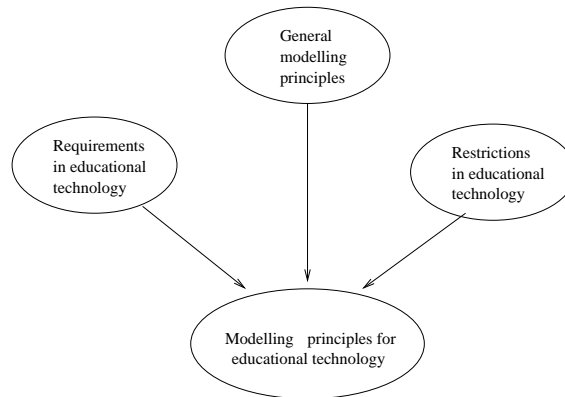 General
modelling
principles
Requirements
in educational
technology
Restrictions
in educational
technology
Modelling principles for
educational technology